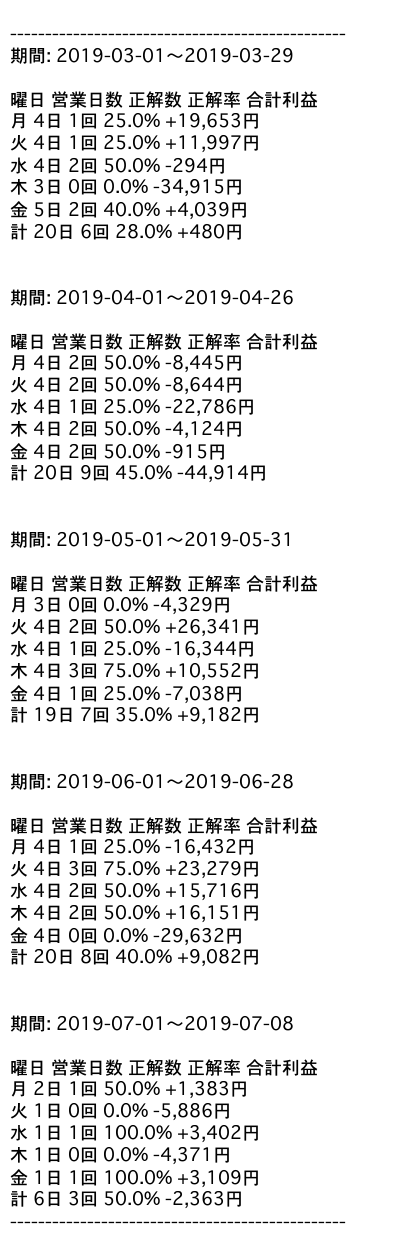 ------------------------------------------------
期間: 2019-03-01～2019-03-29
曜日 営業日数 正解数 正解率 合計利益
月 4日 1回 25.0% +19,653円
火 4日 1回 25.0% +11,997円
水 4日 2回 50.0% -294円
木 3日 0回 0.0% -34,915円
金 5日 2回 40.0% +4,039円
計 20日 6回 28.0% +480円
期間: 2019-04-01～2019-04-26
曜日 営業日数 正解数 正解率 合計利益
月 4日 2回 50.0% -8,445円
火 4日 2回 50.0% -8,644円
水 4日 1回 25.0% -22,786円
木 4日 2回 50.0% -4,124円
金 4日 2回 50.0% -915円
計 20日 9回 45.0% -44,914円
期間: 2019-05-01～2019-05-31
曜日 営業日数 正解数 正解率 合計利益
月 3日 0回 0.0% -4,329円
火 4日 2回 50.0% +26,341円
水 4日 1回 25.0% -16,344円
木 4日 3回 75.0% +10,552円
金 4日 1回 25.0% -7,038円
計 19日 7回 35.0% +9,182円
期間: 2019-06-01～2019-06-28
曜日 営業日数 正解数 正解率 合計利益
月 4日 1回 25.0% -16,432円
火 4日 3回 75.0% +23,279円
水 4日 2回 50.0% +15,716円
木 4日 2回 50.0% +16,151円
金 4日 0回 0.0% -29,632円
計 20日 8回 40.0% +9,082円
期間: 2019-07-01～2019-07-08
曜日 営業日数 正解数 正解率 合計利益
月 2日 1回 50.0% +1,383円
火 1日 0回 0.0% -5,886円
水 1日 1回 100.0% +3,402円
木 1日 0回 0.0% -4,371円
金 1日 1回 100.0% +3,109円
計 6日 3回 50.0% -2,363円
------------------------------------------------